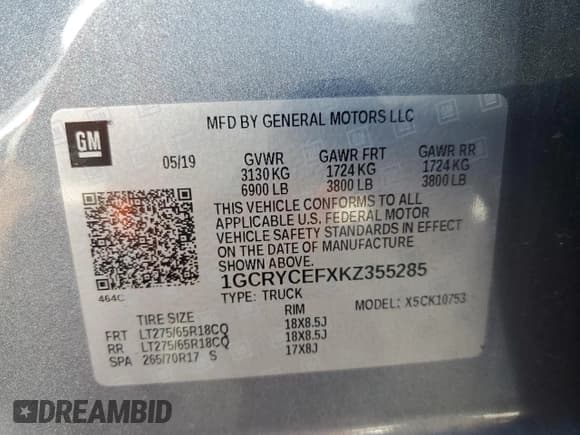 MFD BY GENERAL MOTORS LLC
GM
05/19 GVWR GAWR FRT GAWR RR
3130 KG 1724 KG 1724 KG
6900 LB 3800 LB 3800 LB
THIS VEHICLE CONFORMS TO ALL
APPLICABLE U.S. FEDERAL MOTOR
VEHICLE SAFETY STANDARDS IN EFFECT
ON THE DATE OF MANUFACTURE
SHOWN ABOVE.
1GCRYCEFXKZ355285
464C
TYPE: TRUCK MODEL: X5CK10753
TIRE SIZE RIM
FRT LT275/65R18CQ 18X8.5J
RR LT275/65R18CQ 18X8.5J
SPA 265/70R17 S 17X8J
DREAMBID